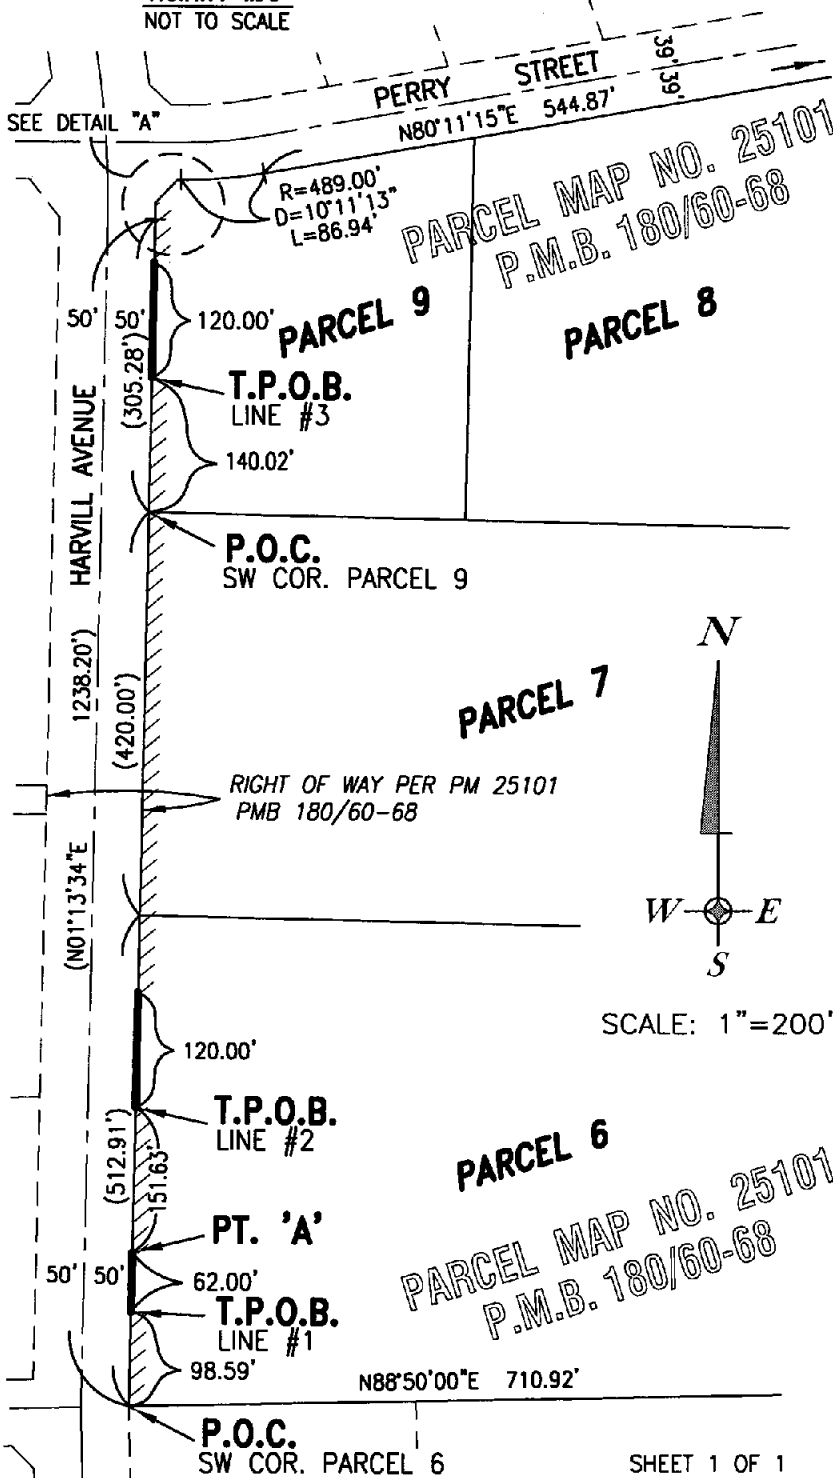 NOT TO SCALE
SEE DETAIL "A"
PERRY STREET
39' 39'
N80°11'15"E 544.87'
R=489.00'
D=10°11'13"
L=86.94'
PARCEL MAP NO. 25101
P.M.B. 180/60-68
50' 50'
120.00'
PARCEL 9
PARCEL 8
(305.28')
T.P.O.B.
LINE #3
HARVILL AVENUE
140.02'
P.O.C.
SW COR. PARCEL 9
N
1238.20')
(420.00')
PARCEL 7
RIGHT OF WAY PER PM 25101
PMB 180/60-68
(N01°13'34"E
W E
S
SCALE: 1"=200'
120.00'
T.P.O.B.
LINE #2
(512.91')
151.63'
PARCEL 6
PT. 'A'
PARCEL MAP NO. 25101
P.M.B. 180/60-68
50' 50'
62.00'
T.P.O.B.
LINE #1
98.59'
N88°50'00"E 710.92'
P.O.C.
SW COR. PARCEL 6
SHEET 1 OF 1